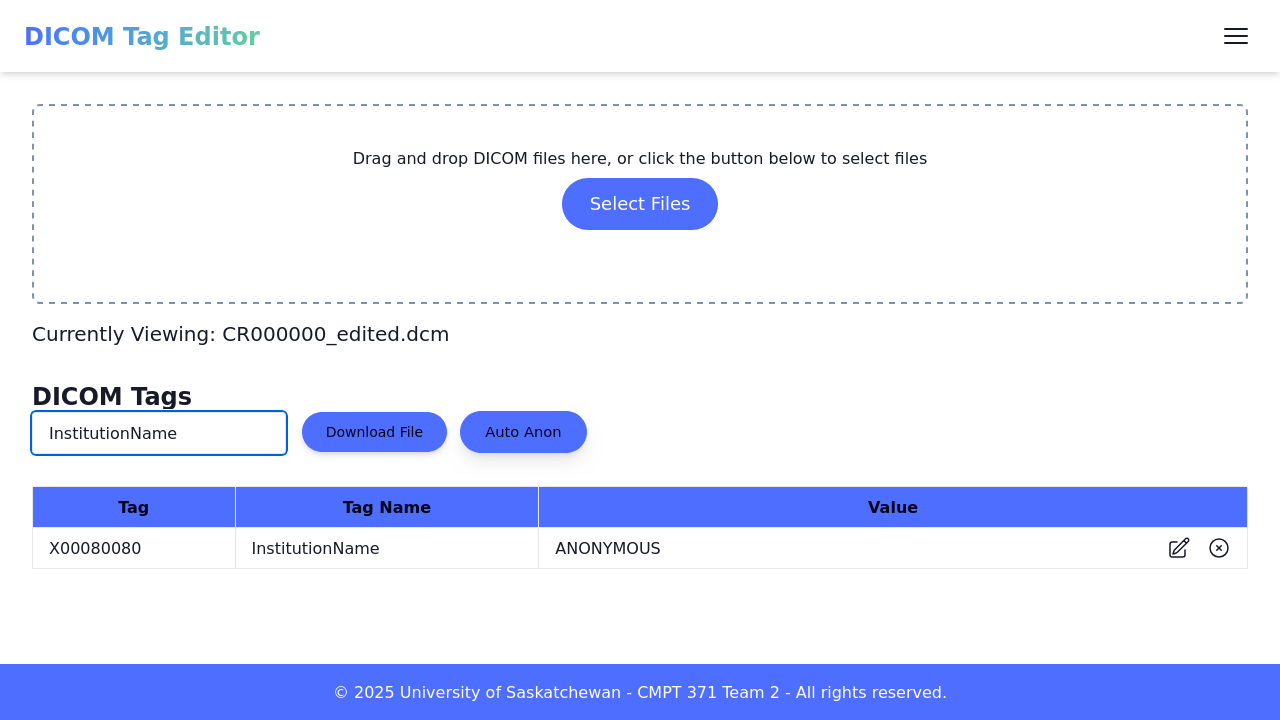 DICOM Tag Editor
Drag and drop DICOM files here, or click the button below to select files
Select Files
Currently Viewing: CR000000_edited.dcm
DICOM Tags
InstitutionName
Download File
Auto Anon
Tag Tag Name Value
X00080080 InstitutionName ANONYMOUS
© 2025 University of Saskatchewan - CMPT 371 Team 2 - All rights reserved.